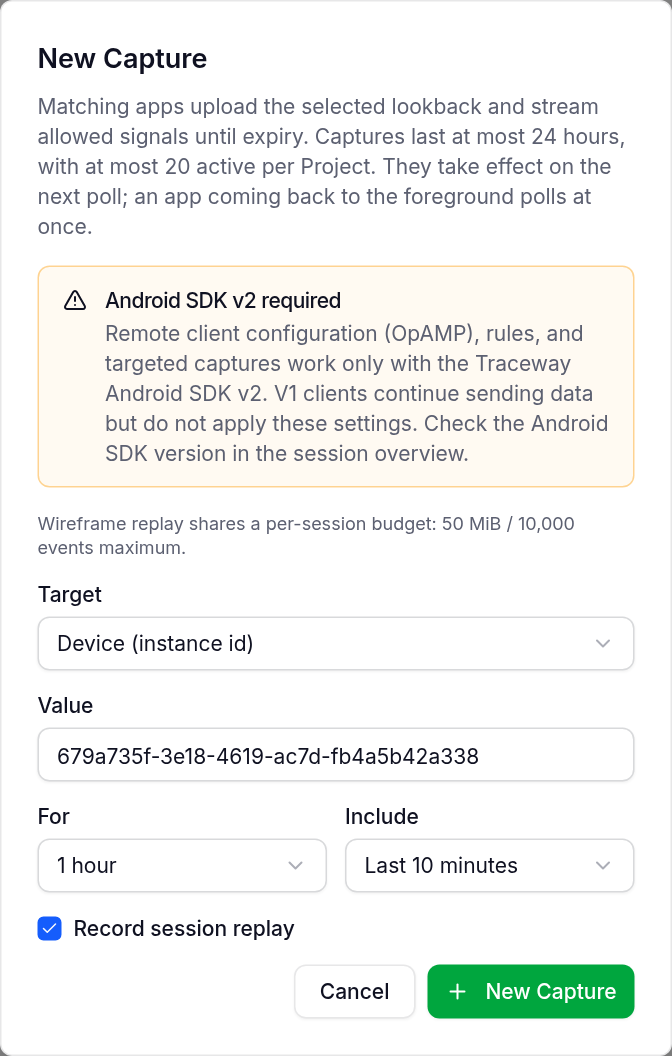 New Capture
Matching apps upload the selected lookback and stream
allowed signals until expiry. Captures last at most 24 hours,
with at most 20 active per Project. They take effect on the
next poll; an app coming back to the foreground polls at
once.
Android SDK v2 required
Remote client configuration (OpAMP), rules, and
targeted captures work only with the Traceway
Android SDK v2. V1 clients continue sending data
but do not apply these settings. Check the Android
SDK version in the session overview.
Wireframe replay shares a per-session budget: 50 MiB / 10,000
events maximum.
Target
Device (instance id)
Value
679a735f-3e18-4619-ac7d-fb4a5b42a338
For
Include
1 hour
Last 10 minutes
Record session replay
Cancel
New Capture